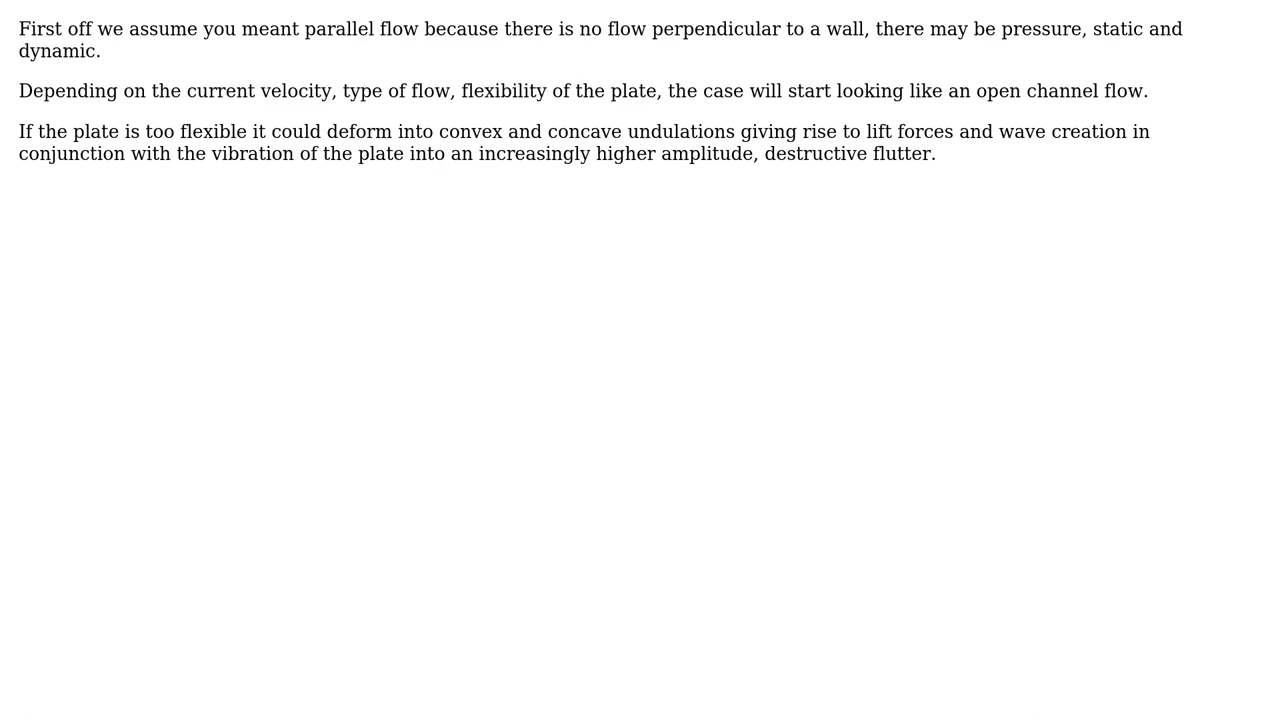 First off we assume you meant parallel flow because there is no flow perpendicular to a wall, there may be pressure, static and
dynamic.
Depending on the current velocity, type of flow, flexibility of the plate, the case will start looking like an open channel flow.
If the plate is too flexible it could deform into convex and concave undulations giving rise to lift forces and wave creation in
conjunction with the vibration of the plate into an increasingly higher amplitude, destructive flutter.